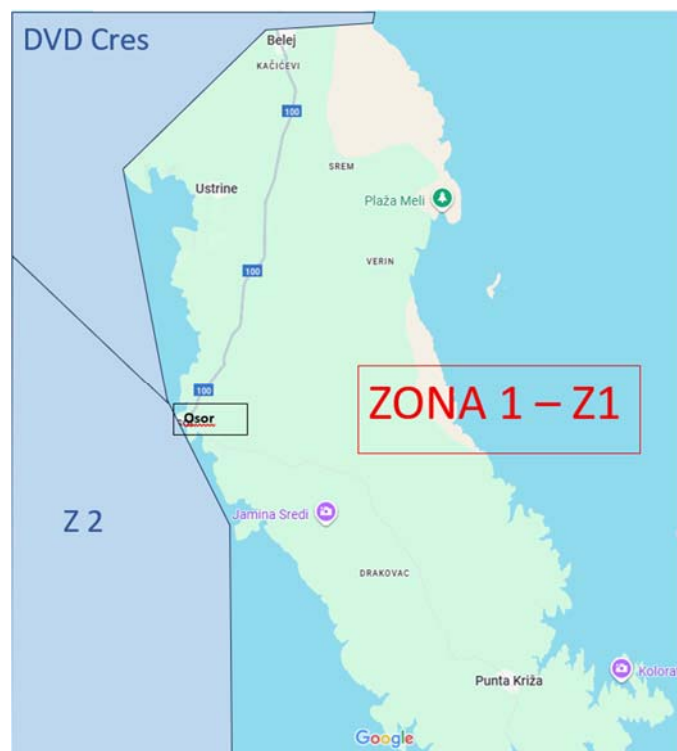 DVD Cres
Belej
KAČIĆEVI
100
SREM
Ustrine
Plaža Meli
VERIN
100
ZONA 1 – Z1
100
Osor
Z 2
Jamina Sredi
DRAKOVAC
Punta Križa
Kolora
Google